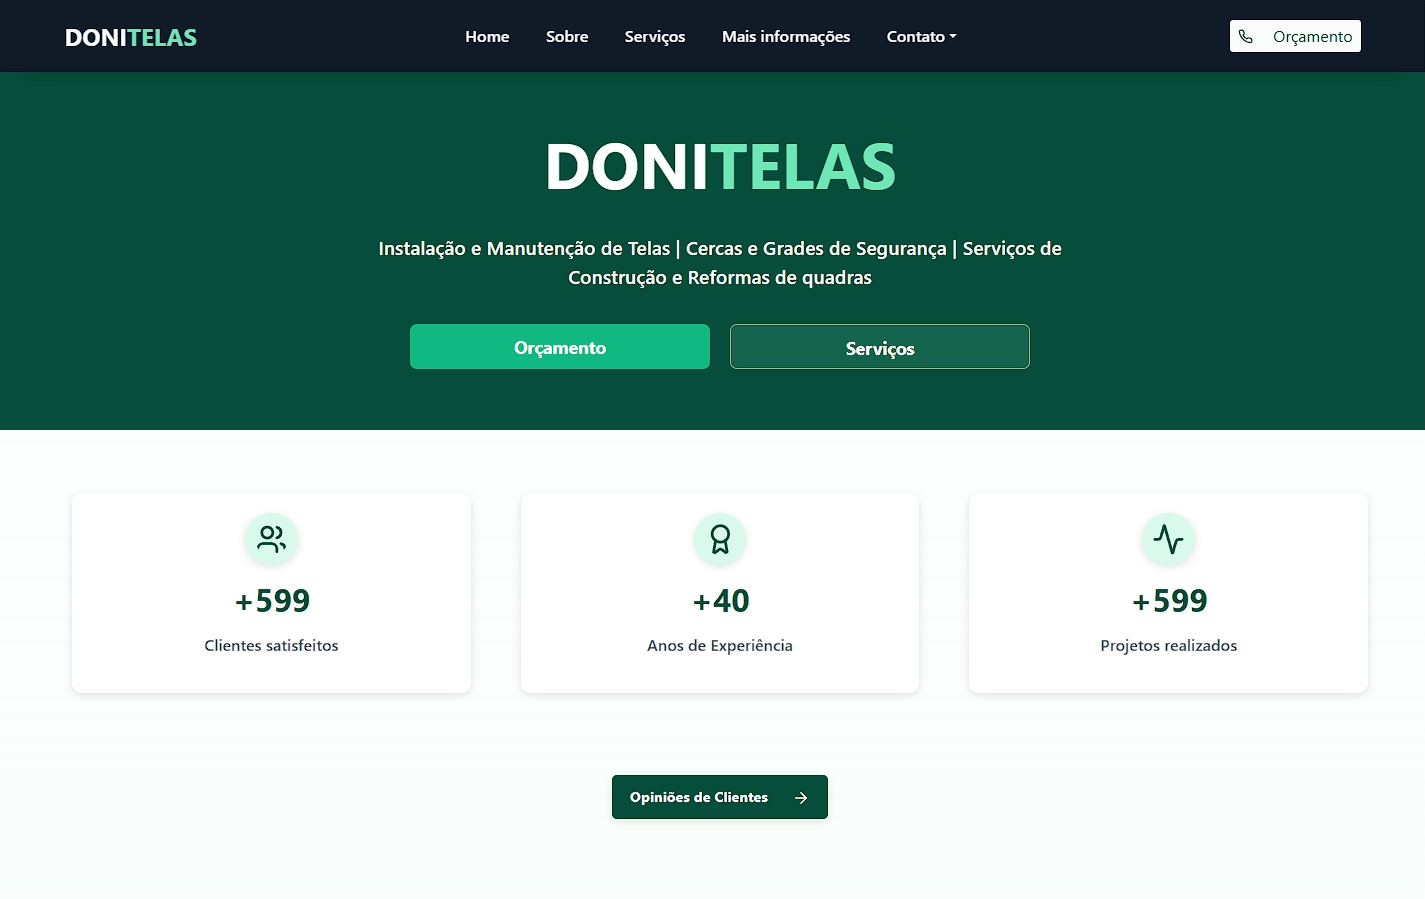 DONITELAS
Home Sobre Serviços Mais informações Contato
Orçamento
DONITELAS
Instalação e Manutenção de Telas | Cercas e Grades de Segurança | Serviços de
Construção e Reformas de quadras
Orçamento
Serviços
+599
Clientes satisfeitos
+40
Anos de Experiência
+599
Projetos realizados
Opiniões de Clientes